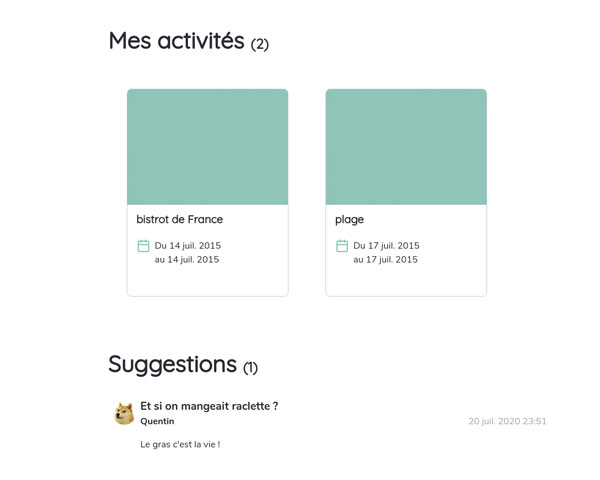 Mes activités (2)
bistrot de France
Du 14 juil. 2015
au 14 juil. 2015
plage
Du 17 juil. 2015
au 17 juil. 2015
Suggestions (1)
Et si on mangeait raclette ?
Quentin
20 juil. 2020 23:51
Le gras c'est la vie !